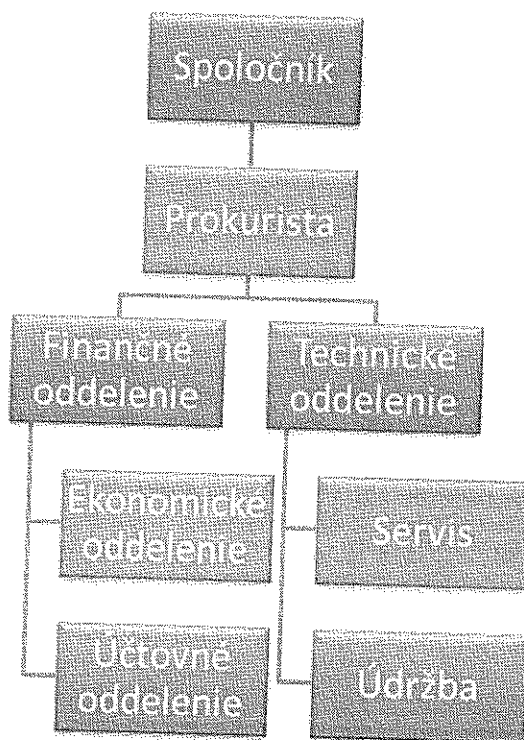 Spoločník
Prokurista
Finančné
oddelenie
Technické
oddelenie
Ekonomické
oddelenie
Servis
Účtovné
oddelenie
Údržba